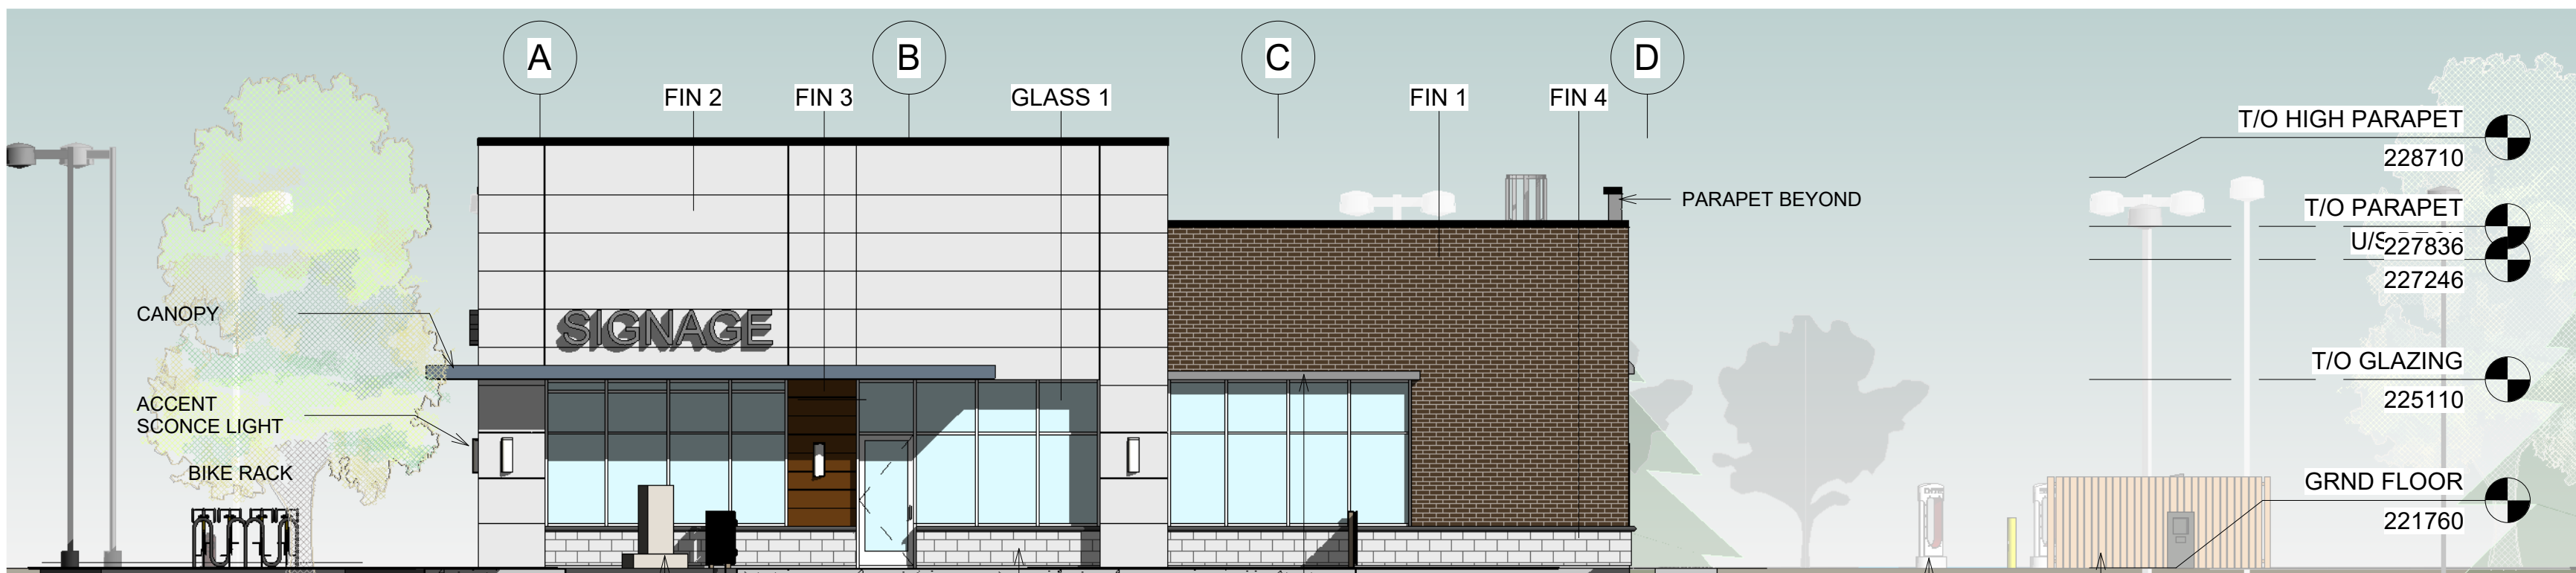 A
B
C
D
FIN 2
FIN 3
GLASS 1
FIN 1
FIN 4
T/O HIGH PARAPET
228710
PARAPET BEYOND
T/O PARAPET
227836
227246
CANOPY
SIGNAGE
T/O GLAZING
225110
ACCENT
SCONCE LIGHT
BIKE RACK
GRND FLOOR
221760